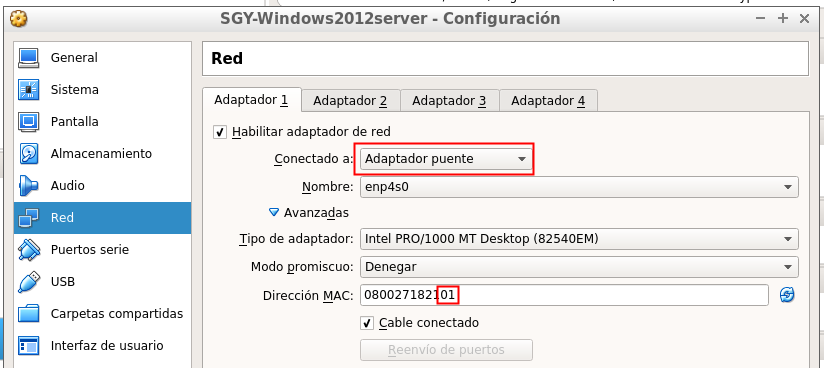 SGY-Windows2012server - Configuración
General
Sistema
Pantalla
Almacenamiento
Audio
Red
Puertos serie
USB
Carpetas compartidas
Interfaz de usuario
Red
Adaptador 1 Adaptador 2 Adaptador 3 Adaptador 4
Habilitar adaptador de red
Conectado a: Adaptador puente
Nombre: enp4s0
Avanzadas
Tipo de adaptador: Intel PRO/1000 MT Desktop (82540EM)
Modo promiscuo: Denegar
Dirección MAC: 080027182101
Cable conectado
Reenvío de puertos